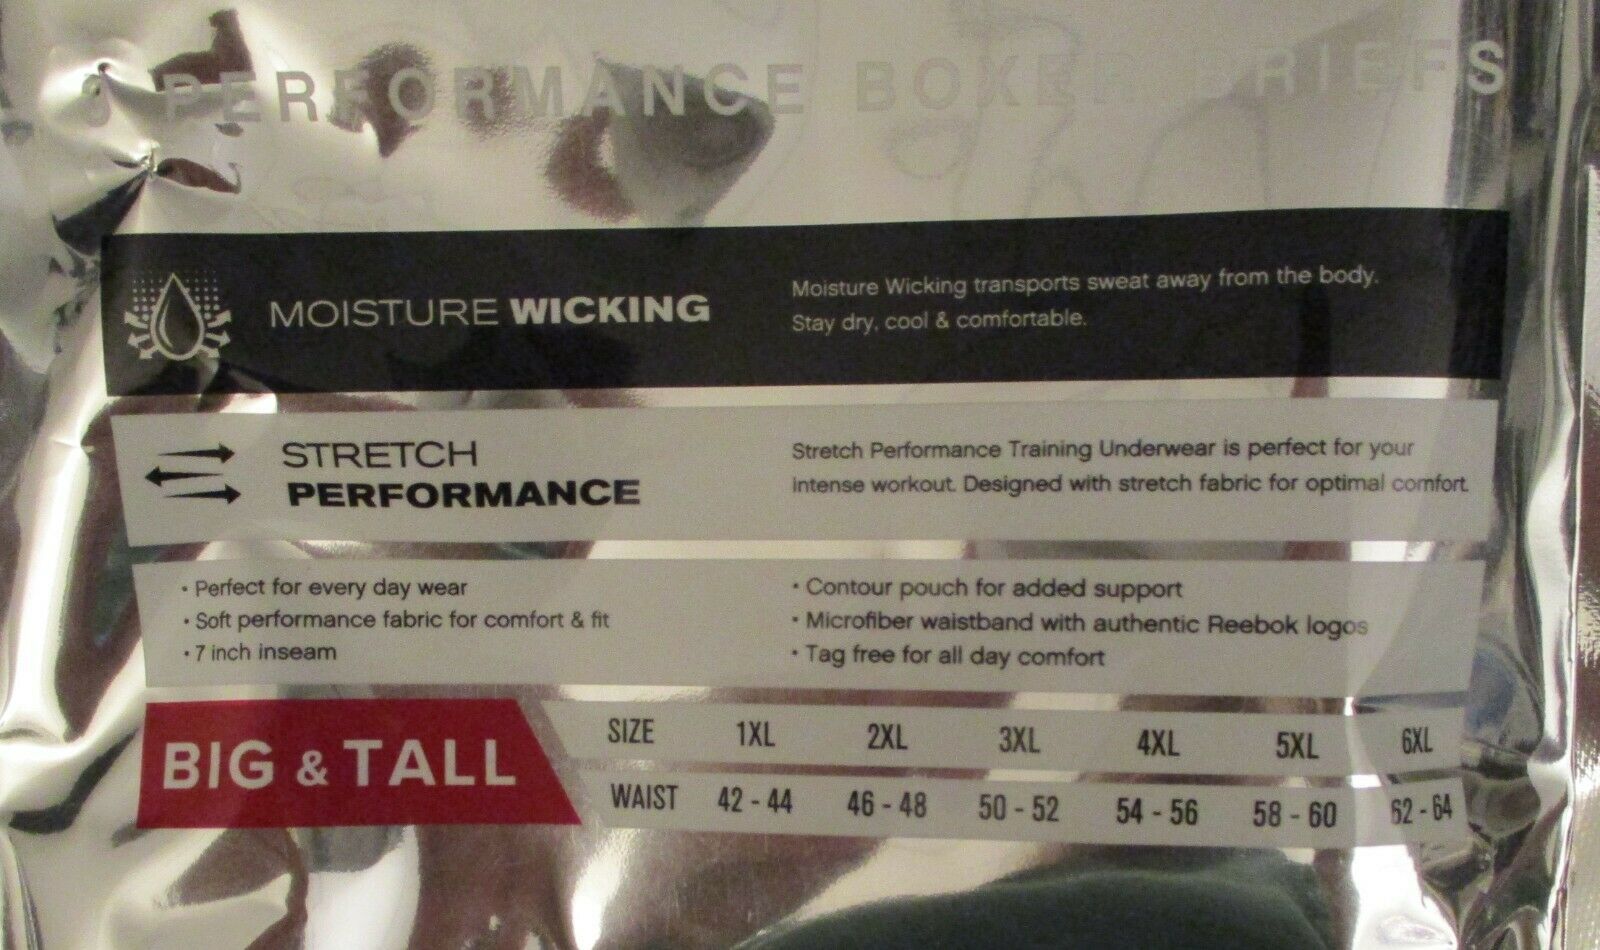 3 PERFORMANCE BOXER BRIEFS
MOISTURE WICKING
Moisture Wicking transports sweat away from the body.
Stay dry, cool & comfortable.
STRETCH
PERFORMANCE
Stretch Performance Training Underwear is perfect for your
intense workout. Designed with stretch fabric for optimal comfort.
• Perfect for every day wear
• Soft performance fabric for comfort & fit
• 7 inch inseam
• Contour pouch for added support
• Microfiber waistband with authentic Reebok logos
• Tag free for all day comfort
BIG & TALL
SIZE 1XL 2XL 3XL 4XL 5XL 6XL
WAIST 42 - 44 46 - 48 50 - 52 54 - 56 58 - 60 62 - 64